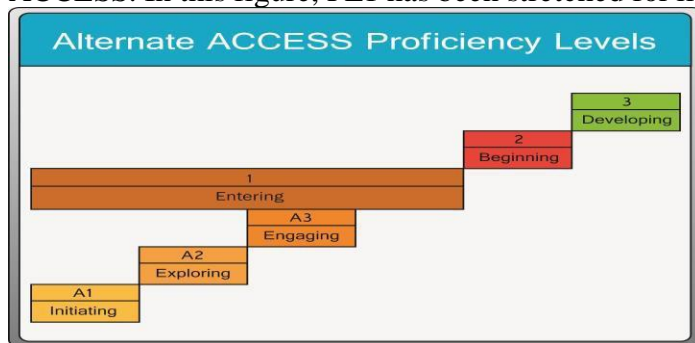 Alternate ACCESS Proficiency Levels
3
Developing
2
Beginning
1
Entering
A3
Engaging
A2
Exploring
A1
Initiating